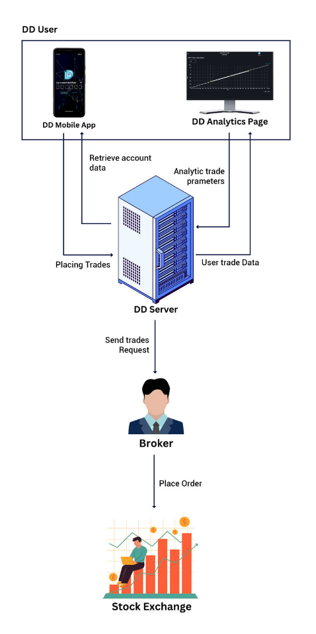 DD User
DD Mobile App
DD Analytics Page
Retrieve account
data
Analytic trade
prameters
Placing Trades
User trade Data
DD Server
Send trades
Request
Broker
Place Order
Stock Exchange